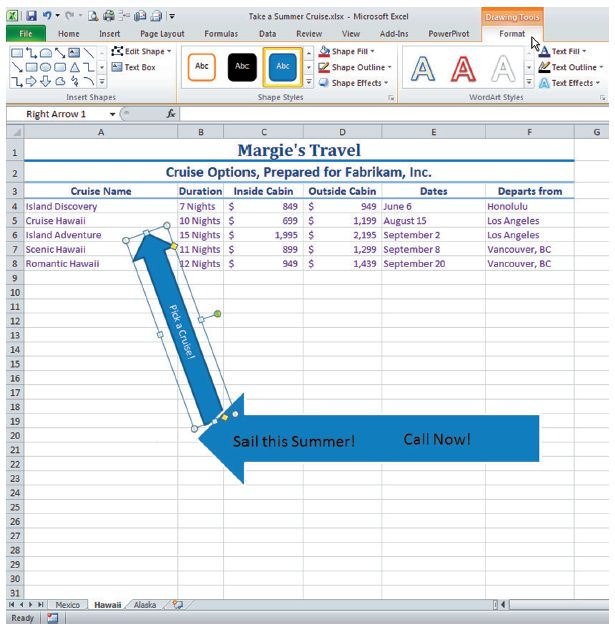 Take a Summer Cruise.xlsx - Microsoft Excel
Drawing Tools
File Home Insert Page Layout Formulas Data Review View Add-Ins PowerPivot Format
Edit Shape
Text Box
Insert Shapes
Abc Abc Abc
Shape Fill
Shape Outline
Shape Effects
Shape Styles
A A A
Text Fill
Text Outline
Text Effects
WordArt Styles
Right Arrow 1 fx
A B C D E F G
1 Margie's Travel
2 Cruise Options, Prepared for Fabrikam, Inc.
3 Cruise Name Duration Inside Cabin Outside Cabin Dates Departs from
4 Island Discovery 7 Nights $ 849 $ 949 June 6 Honolulu
5 Cruise Hawaii 10 Nights $ 699 $ 1,199 August 15 Los Angeles
6 Island Adventure 15 Nights $ 1,995 $ 2,195 September 2 Los Angeles
7 Scenic Hawaii 11 Nights $ 899 $ 1,299 September 8 Vancouver, BC
8 Romantic Hawaii 12 Nights $ 949 $ 1,439 September 20 Vancouver, BC
9
10
11
12
Pick a Cruise!
13
14
15
16
17
18
19
20
Sail this Summer! Call Now!
21
22
23
24
25
26
27
28
29
30
31
Mexico Hawaii Alaska
Ready